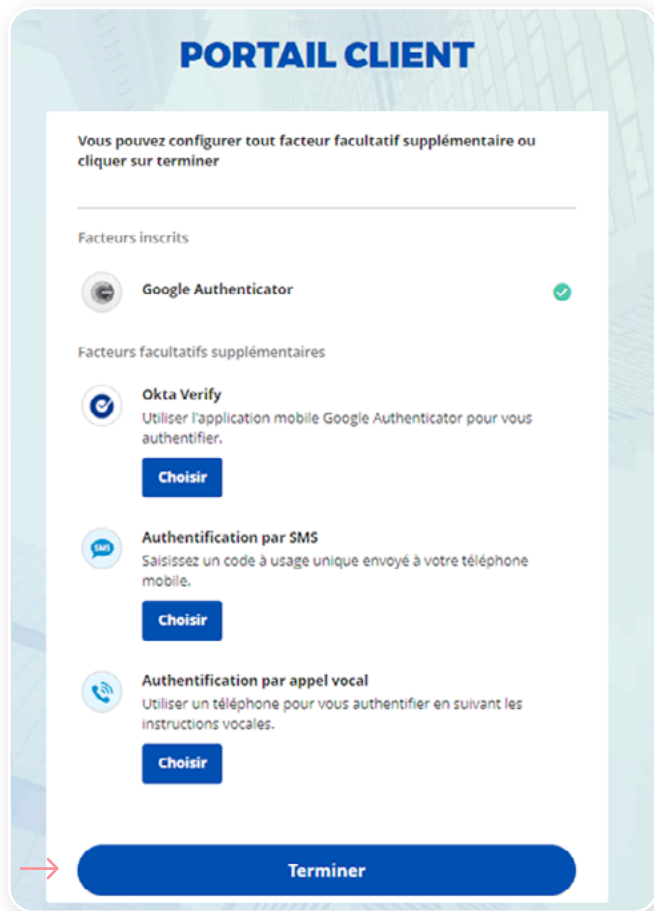 PORTAIL CLIENT
Vous pouvez configurer tout facteur facultatif supplémentaire ou
cliquer sur terminer
Facteurs inscrits
Google Authenticator
Facteurs facultatifs supplémentaires
Okta Verify
Utiliser l'application mobile Google Authenticator pour vous
authentifier.
Choisir
SMS
Authentification par SMS
Saisissez un code à usage unique envoyé à votre téléphone
mobile.
Choisir
Authentification par appel vocal
Utiliser un téléphone pour vous authentifier en suivant les
instructions vocales.
Choisir
Terminer